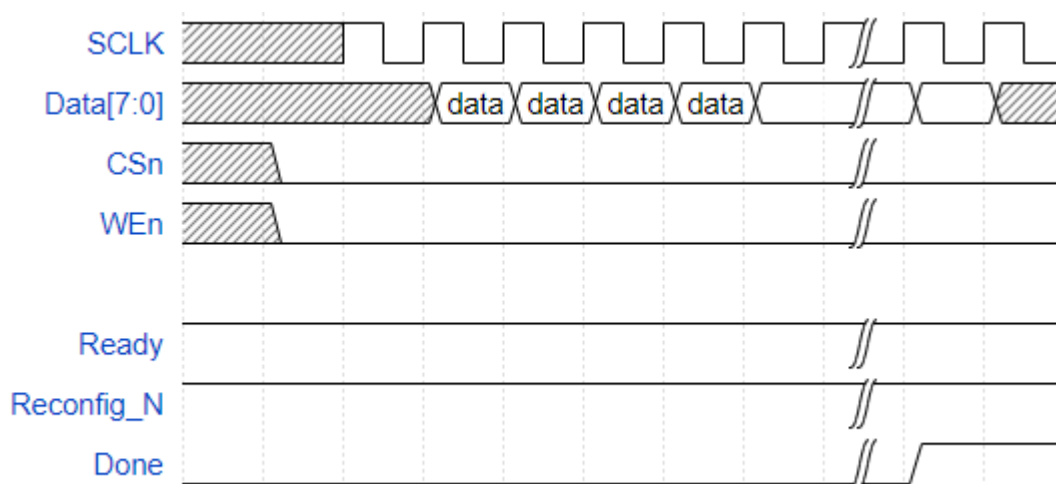 SCLK
Data[7:0] data data data data
CSn
WEn
Ready
Reconfig_N
Done